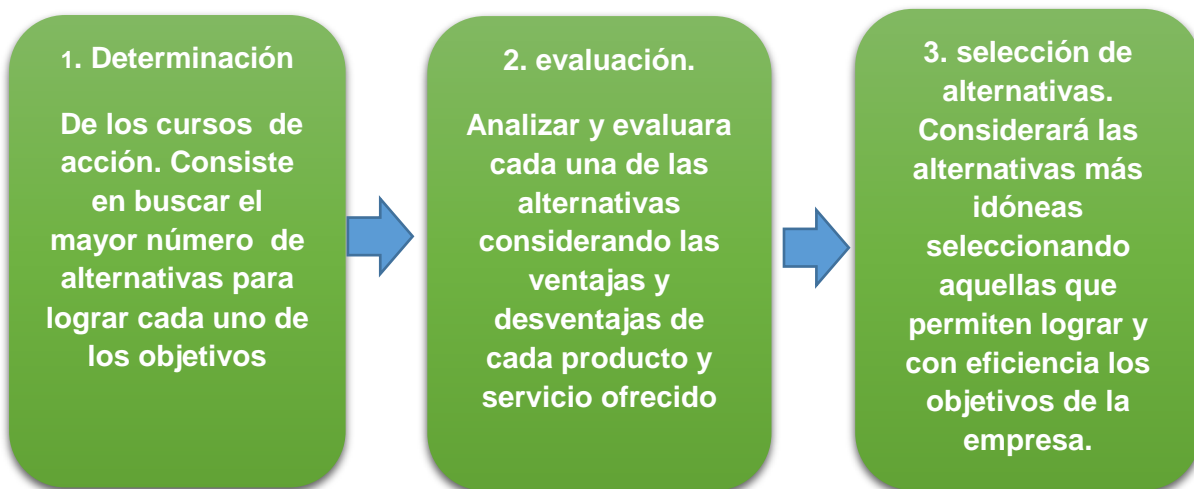 1. Determinación
De los cursos de
acción. Consiste
en buscar el
mayor número de
alternativas para
lograr cada uno de
los objetivos
2. evaluación.
Analizar y evaluara
cada una de las
alternativas
considerando las
ventajas y
desventajas de
cada producto y
servicio ofrecido
3. selección de
alternativas.
Considerará las
alternativas más
idóneas
seleccionando
aquellas que
permiten lograr y
con eficiencia los
objetivos de la
empresa.